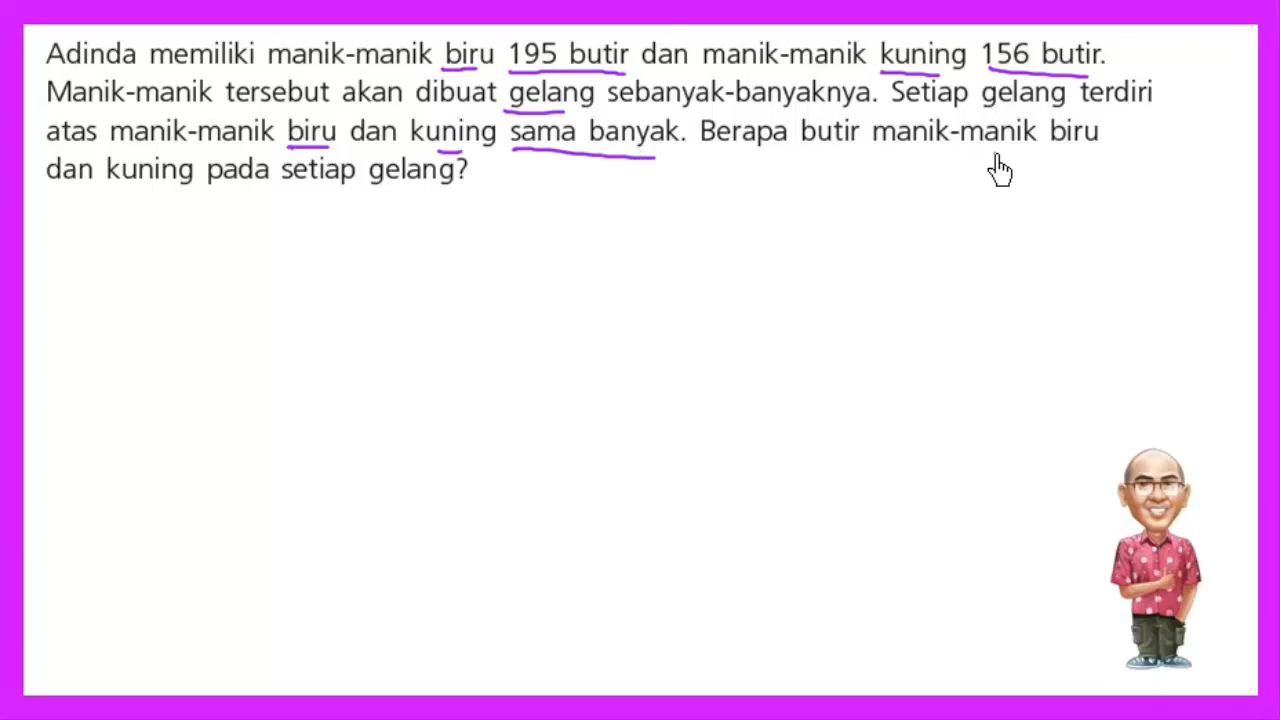 Adinda memiliki manik-manik biru 195 butir dan manik-manik kuning 156 butir.
Manik-manik tersebut akan dibuat gelang sebanyak-banyaknya. Setiap gelang terdiri
atas manik-manik biru dan kuning sama banyak. Berapa butir manik-manik biru
dan kuning pada setiap gelang?